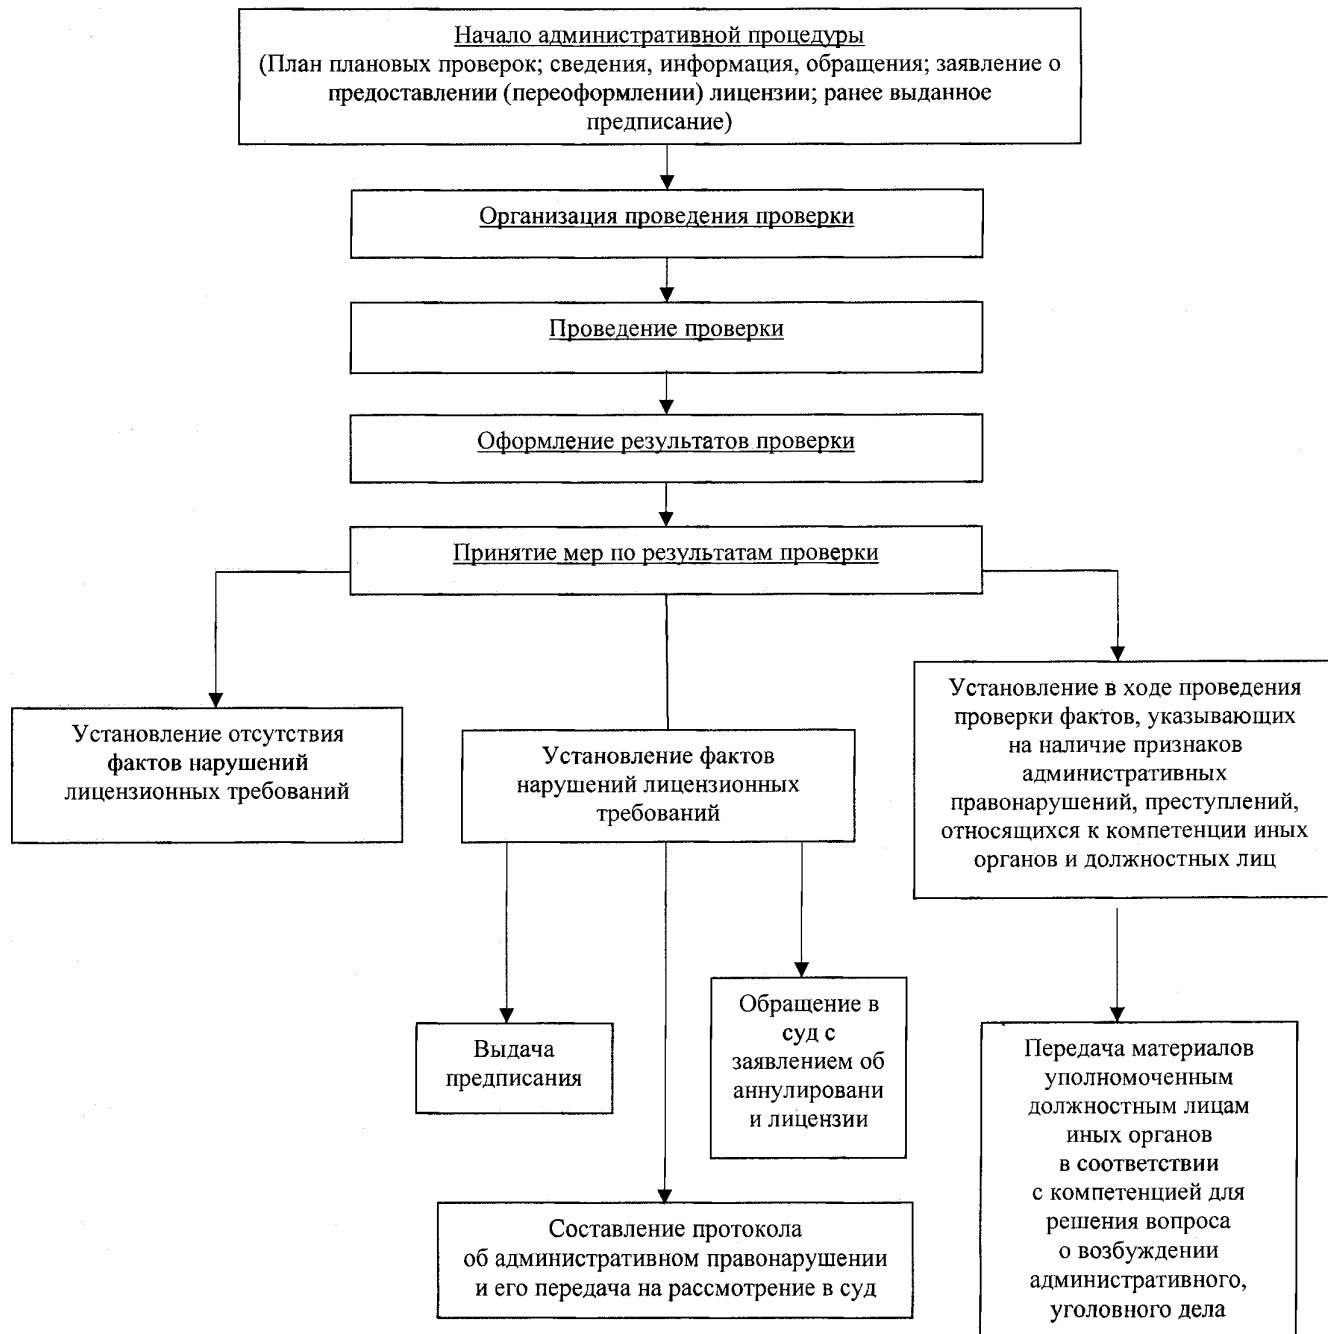 Начало административной процедуры
(План плановых проверок; сведения, информация, обращения; заявление о
предоставлении (переоформлении) лицензии; ранее выданное
предписание)
Организация проведения проверки
Проведение проверки
Оформление результатов проверки
Принятие мер по результатам проверки
Установление отсутствия
фактов нарушений
лицензионных требований
Установление фактов
нарушений лицензионных
требований
Установление в ходе проведения
проверки фактов, указывающих
на наличие признаков
административных
правонарушений, преступлений,
относящихся к компетенции иных
органов и должностных лиц
Выдача
предписания
Обращение в
суд с
заявлением об
аннулировани
и лицензии
Составление протокола
об административном правонарушении
и его передача на рассмотрение в суд
Передача материалов
уполномоченным
должностным лицам
иных органов
в соответствии
с компетенцией для
решения вопроса
о возбуждении
административного,
уголовного дела